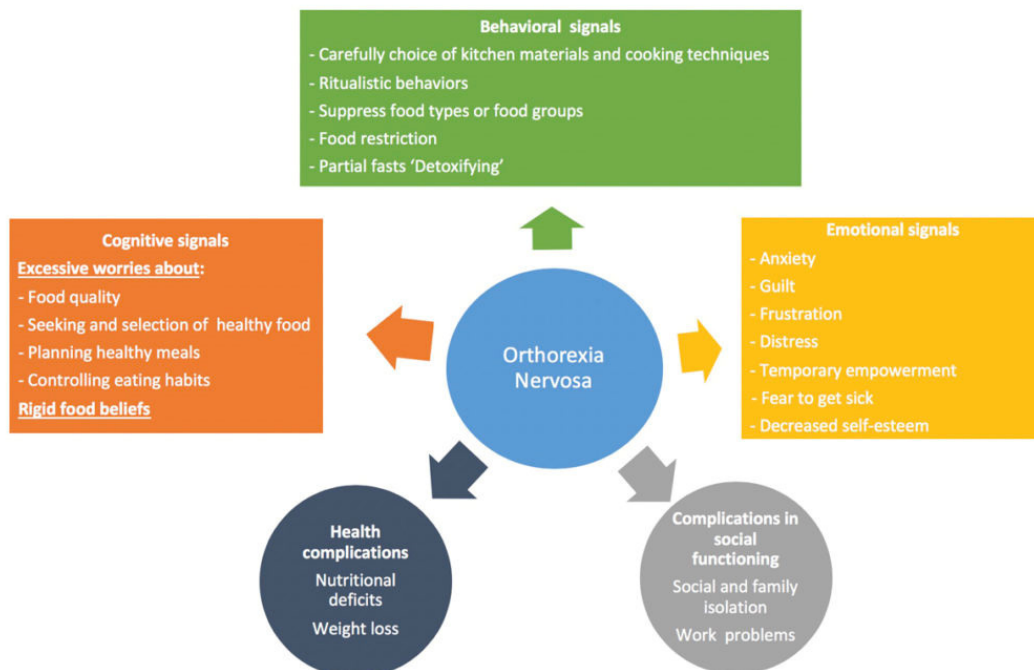 Behavioral signals
- Carefully choice of kitchen materials and cooking techniques
- Ritualistic behaviors
- Suppress food types or food groups
- Food restriction
- Partial fasts ‘Detoxifying’
Cognitive signals
Excessive worries about:
- Food quality
- Seeking and selection of healthy food
- Planning healthy meals
- Controlling eating habits
Rigid food beliefs
Emotional signals
- Anxiety
- Guilt
- Frustration
- Distress
- Temporary empowerment
- Fear to get sick
- Decreased self-esteem
Orthorexia
Nervosa
Health
complications
Nutritional
deficits
Weight loss
Complications in
social
functioning
Social and family
isolation
Work problems